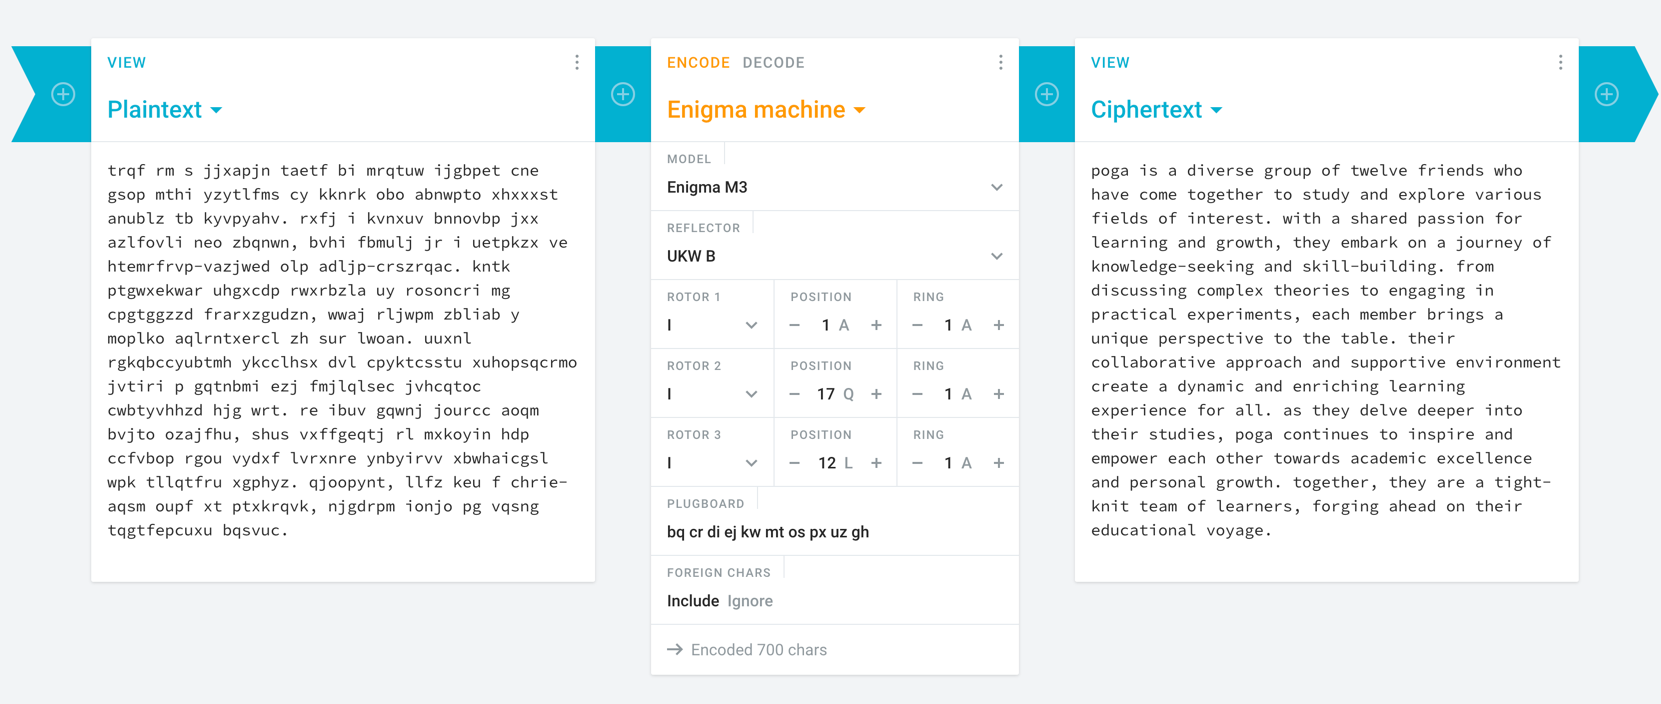 VIEW
Plaintext
trqf rm s jjxapjn taetf bi mrqtuw ijgbpet cne
gsop mthi yzytlfms cy kknrk obo abnwpto xhxxxst
anublz tb kyvpyahv. rxfj i kvnxuv bnnovbp jxx
azlfovli neo zbqnwn, bvhi fbmulj jr i uetpkzx ve
htemrfrvp-vazjwed olp adljp-crszrqac. kntk
ptgwxekwar uhgxcdp rwxrbzla uy rosoncri mg
cpgtggzzd frarxzgudzn, wwaj rljwpm zbliab y
moplko aqlrntxercl zh sur lwoan. uuxnl
rgkqbccyubtmh ykcclhsx dvl cpyktcsstu xuhopsqcrmo
jvtiri p gqtnbmi ezj fmjlqlsec jvhcqtoc
cwbtyvhhzd hjg wrt. re ibuv gqwnj jourcc aoqm
bvjto ozajfhu, shus vxffgeqtj rl mxkoyin hdp
ccfvbop rgou vydxf lvrxnre ynbyirvv xbwhaicgsl
wpk tllqtfru xgphyz. qjoopynt, llfz keu f chrie-
aqsm oupf xt ptxkrqvk, njgdrpm ionjo pg vqsng
tqgtfepcuxu bqsvuc.
ENCODE DECODE
Enigma machine
MODEL
Enigma M3
REFLECTOR
UKW B
ROTOR 1 POSITION RING
I − 1 A + − 1 A +
ROTOR 2 POSITION RING
I − 17 Q + − 1 A +
ROTOR 3 POSITION RING
I − 12 L + − 1 A +
PLUGBOARD
bq cr di ej kw mt os px uz gh
FOREIGN CHARS
Include Ignore
→ Encoded 700 chars
VIEW
Ciphertext
poga is a diverse group of twelve friends who
have come together to study and explore various
fields of interest. with a shared passion for
learning and growth, they embark on a journey of
knowledge-seeking and skill-building. from
discussing complex theories to engaging in
practical experiments, each member brings a
unique perspective to the table. their
collaborative approach and supportive environment
create a dynamic and enriching learning
experience for all. as they delve deeper into
their studies, poga continues to inspire and
empower each other towards academic excellence
and personal growth. together, they are a tight-
knit team of learners, forging ahead on their
educational voyage.